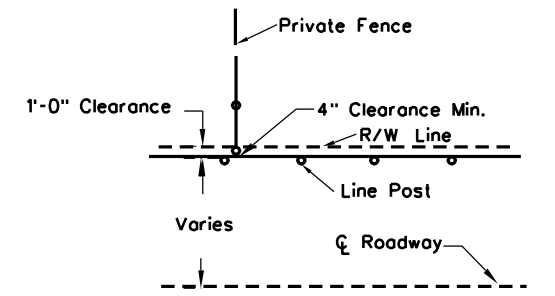 Private Fence
1'-0" Clearance
4" Clearance Min.
R/W Line
Line Post
Varies
℄ Roadway